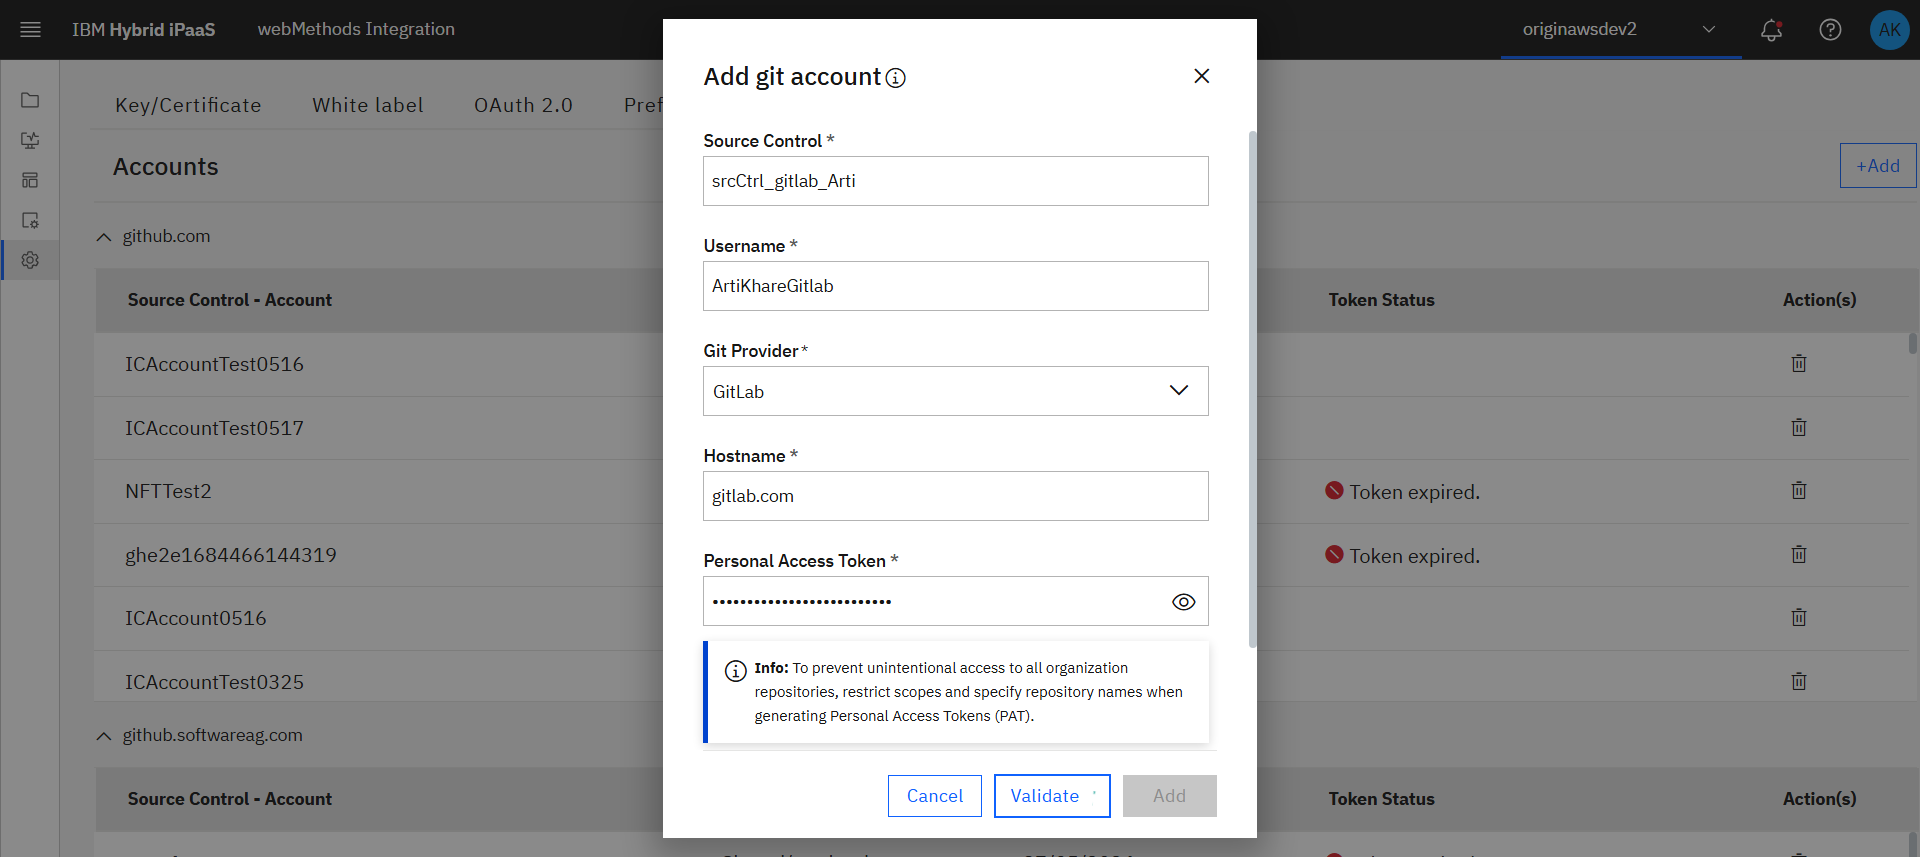 IBM Hybrid iPaaS
webMethods Integration
originawsdev2
AK
Key/Certificate
White label
OAuth 2.0
Pref
Accounts
+Add
github.com
Source Control - Account
Token Status
Action(s)
ICAccountTest0516
ICAccountTest0517
NFTTest2
Token expired.
ghe2e1684466144319
Token expired.
ICAccount0516
ICAccountTest0325
github.softwareag.com
Source Control - Account
Token Status
Action(s)
Add git account
Source Control *
srcCtrl_gitlab_Arti
Username *
ArtiKhareGitlab
Git Provider*
GitLab
Hostname *
gitlab.com
Personal Access Token *
Info: To prevent unintentional access to all organization
repositories, restrict scopes and specify repository names when
generating Personal Access Tokens (PAT).
Cancel
Validate
Add